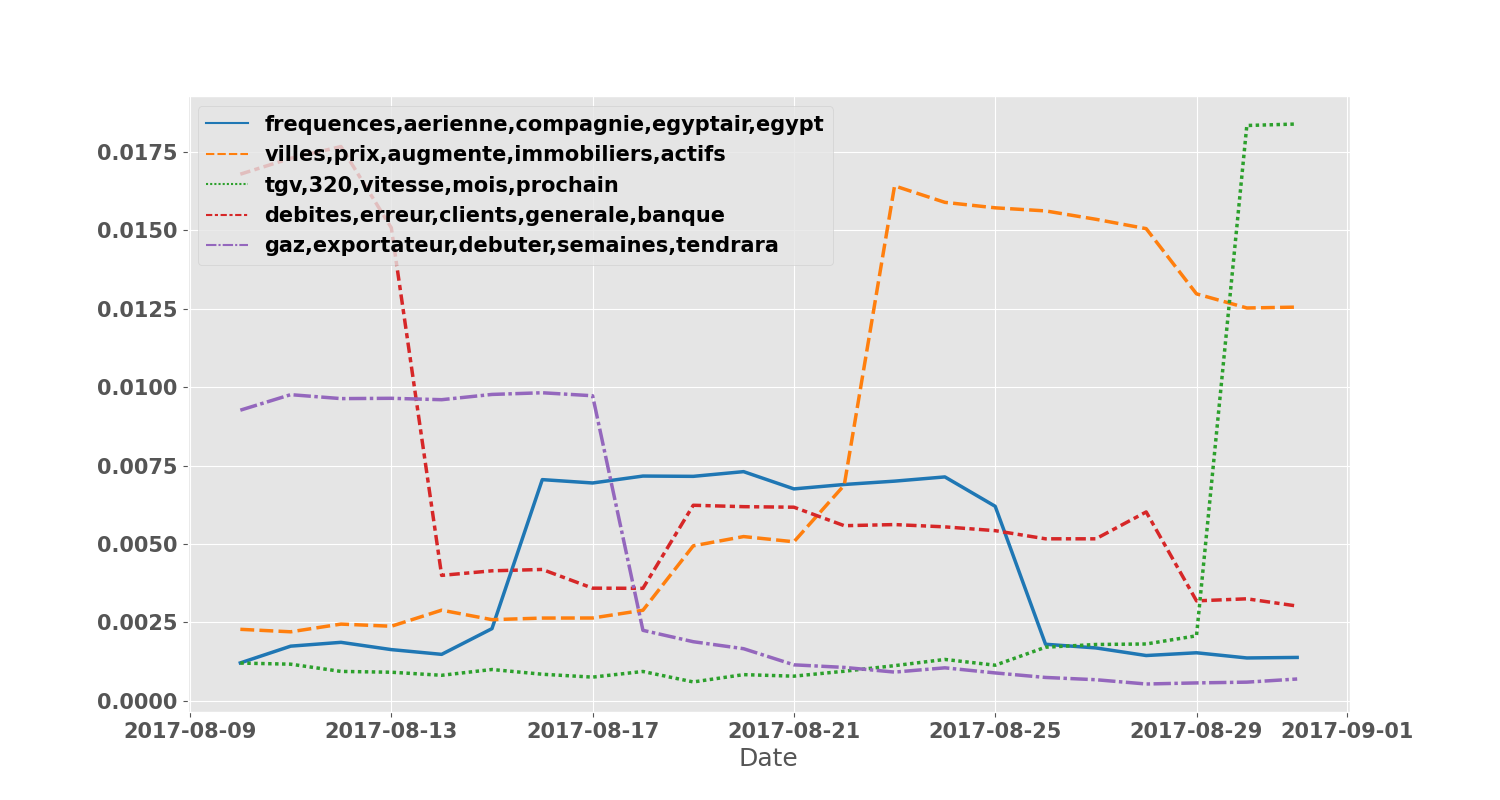 frequences,aerienne,compagnie,egyptair,egypt
villes,prix,augmente,immobiliers,actifs
tgv,320,vitesse,mois,prochain
debites,erreur,clients,generale,banque
gaz,exportateur,debuter,semaines,tendrara
0.0175
0.0150
0.0125
0.0100
0.0075
0.0050
0.0025
0.0000
2017-08-09 2017-08-13 2017-08-17 2017-08-21 2017-08-25 2017-08-29 2017-09-01
Date